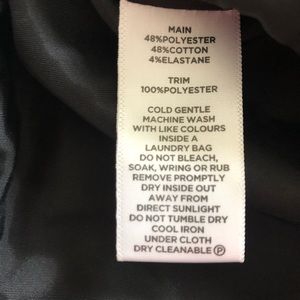 MAIN
48%POLYESTER
48%COTTON
4%ELASTANE
TRIM
100%POLYESTER
COLD GENTLE
MACHINE WASH
WITH LIKE COLOURS
INSIDE A
LAUNDRY BAG
DO NOT BLEACH,
SOAK, WRING OR RUB
REMOVE PROMPTLY
DRY INSIDE OUT
AWAY FROM
DIRECT SUNLIGHT
DO NOT TUMBLE DRY
COOL IRON
UNDER CLOTH
DRY CLEANABLE Ⓟ